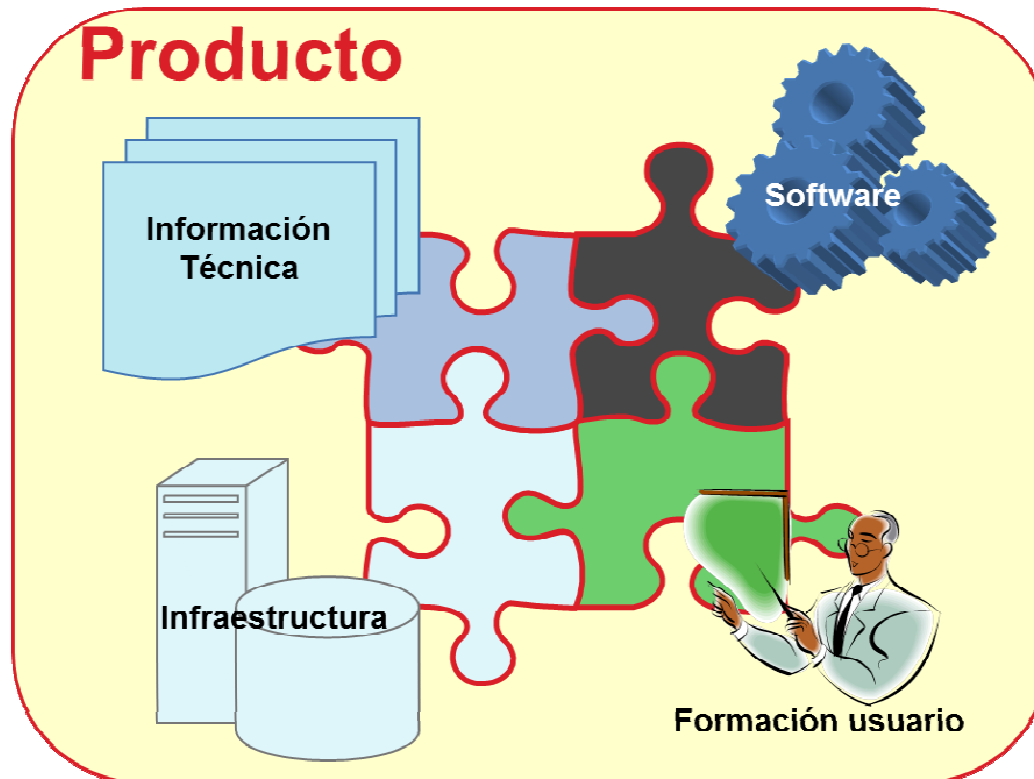 Producto
Información
Técnica
Software
Infraestructura
Formación usuario